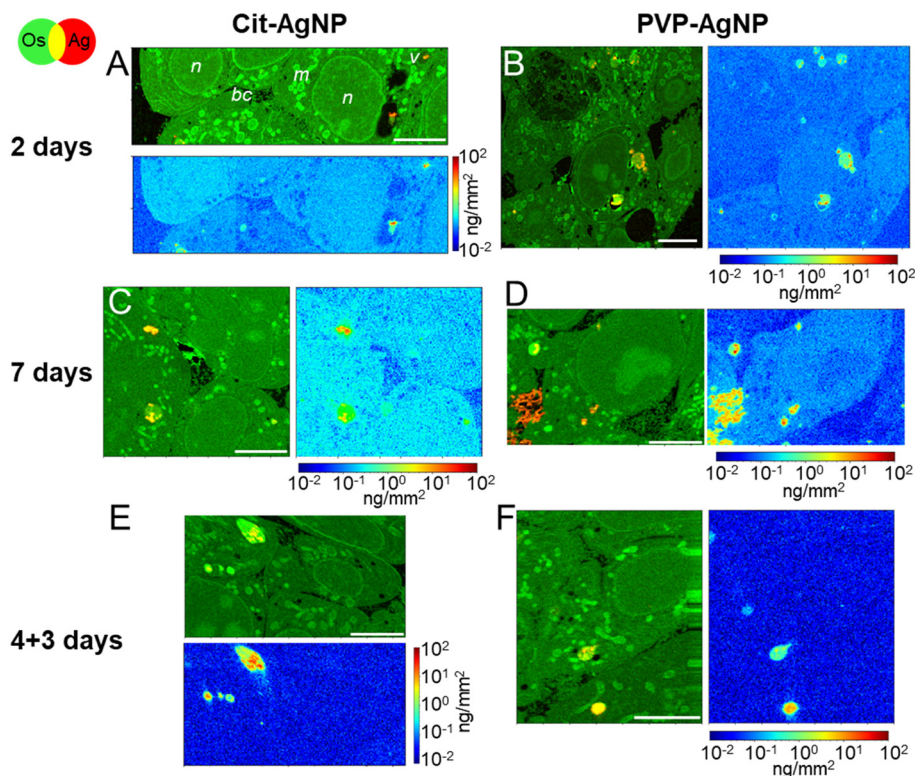 Cit-AgNP
PVP-AgNP
Os Ag
2 days
A
n
m
v
bc
n
10²
ng/mm²
10⁻²
B
10⁻² 10⁻¹ 10⁰ 10¹ 10²
ng/mm²
7 days
C
10⁻² 10⁻¹ 10⁰ 10¹ 10²
ng/mm²
D
10⁻² 10⁻¹ 10⁰ 10¹ 10²
ng/mm²
4+3 days
E
10²
10¹
10⁰
10⁻¹
10⁻²
ng/mm²
F
10⁻² 10⁻¹ 10⁰ 10¹ 10²
ng/mm²